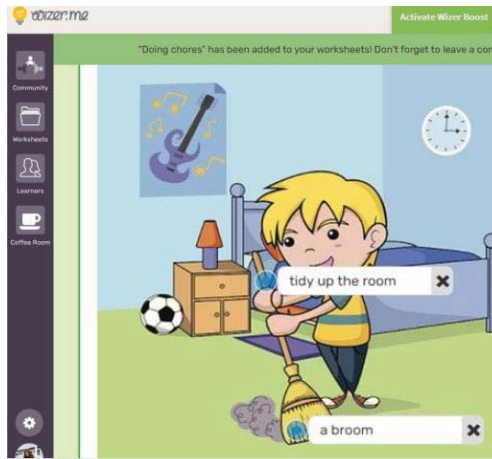 wizer.me
Activate Wizer Boost
"Doing chores" has been added to your worksheets! Don't forget to leave a com
Community
Worksheets
Learners
Coffee Room
tidy up the room
a broom